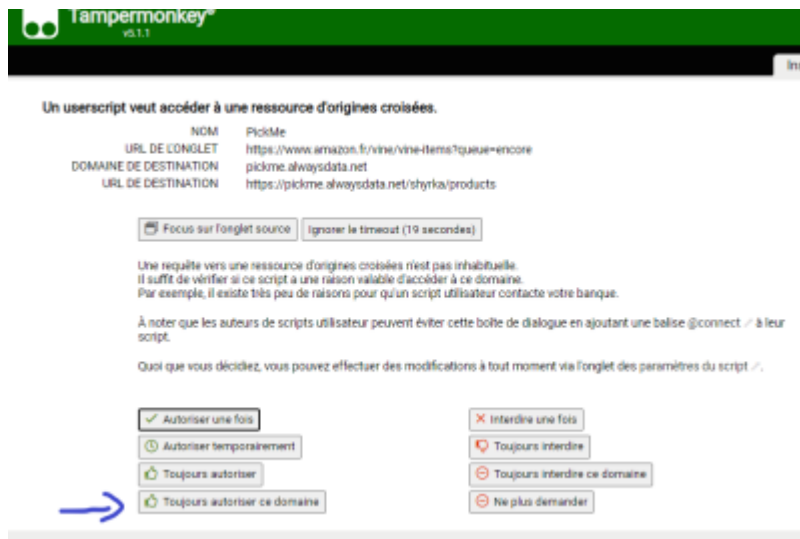 Tampermonkey®
v5.1.1
Ins
Un userscript veut accéder à une ressource d'origines croisées.
NOM PickMe
URL DE L'ONGLET https://www.amazon.fr/vine/vine-items?queue=encore
DOMAINE DE DESTINATION pickme.alwaysdata.net
URL DE DESTINATION https://pickme.alwaysdata.net/shyrka/products
Focus sur l'onglet source Ignorer le timeout (19 secondes)
Une requête vers une ressource d'origines croisées n'est pas inhabituelle.
Il suffit de vérifier si ce script a une raison valable d'accéder à ce domaine.
Par exemple, il existe très peu de raisons pour qu'un script utilisateur contacte votre banque.
À noter que les auteurs de scripts utilisateur peuvent éviter cette boîte de dialogue en ajoutant une balise @connect à leur
script.
Quoi que vous décidiez, vous pouvez effectuer des modifications à tout moment via l'onglet des paramètres du script.
Autoriser une fois Interdire une fois
Autoriser temporairement Toujours interdire
Toujours autoriser Toujours interdire ce domaine
Toujours autoriser ce domaine Ne plus demander